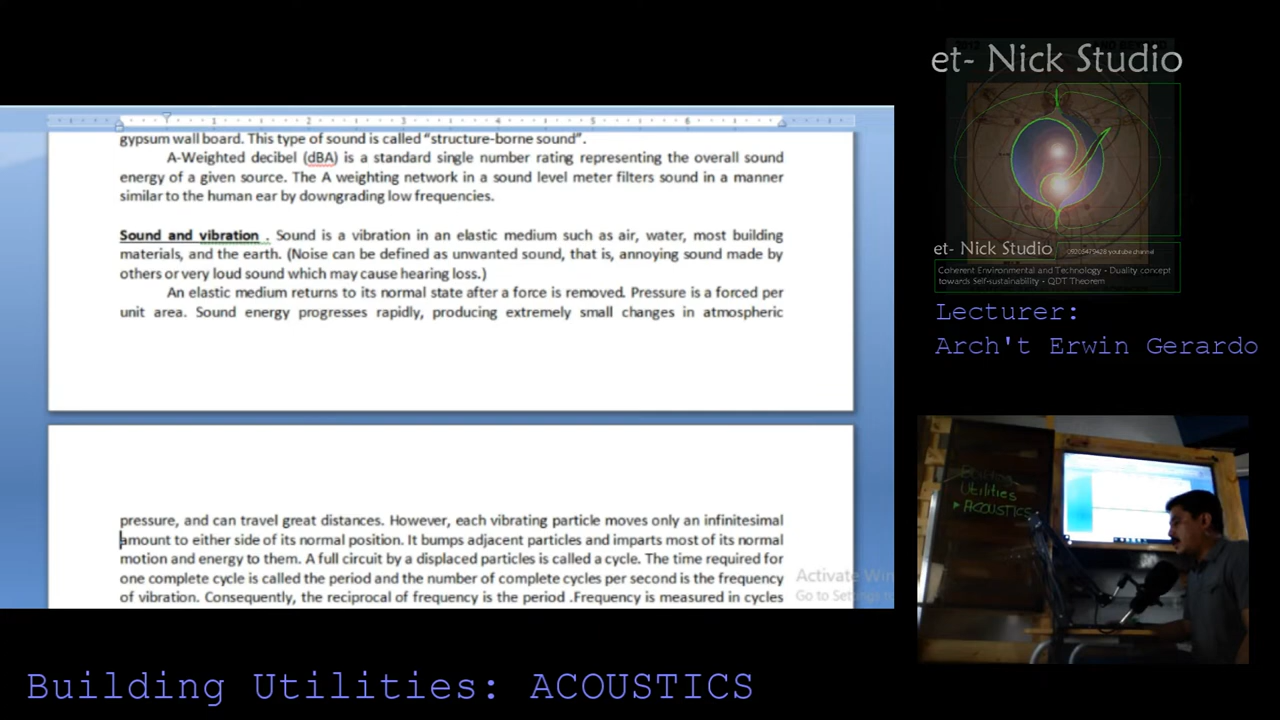 et- Nick Studio
et- Nick Studio
09205479428 youtube channel
Coherent Environmental and Technology - Duality concept
towards Self-sustainability - QDT Theorem
Lecturer:
Arch't Erwin Gerardo
gypsum wall board. This type of sound is called “structure-borne sound”.
A-Weighted decibel (dBA) is a standard single number rating representing the overall sound
energy of a given source. The A weighting network in a sound level meter filters sound in a manner
similar to the human ear by downgrading low frequencies.
Sound and vibration . Sound is a vibration in an elastic medium such as air, water, most building
materials, and the earth. (Noise can be defined as unwanted sound, that is, annoying sound made by
others or very loud sound which may cause hearing loss.)
An elastic medium returns to its normal state after a force is removed. Pressure is a forced per
unit area. Sound energy progresses rapidly, producing extremely small changes in atmospheric
pressure, and can travel great distances. However, each vibrating particle moves only an infinitesimal
amount to either side of its normal position. It bumps adjacent particles and imparts most of its normal
motion and energy to them. A full circuit by a displaced particles is called a cycle. The time required for
one complete cycle is called the period and the number of complete cycles per second is the frequency
of vibration. Consequently, the reciprocal of frequency is the period .Frequency is measured in cycles
Activate Win
Go to Settings to
Utilities
ACOUSTICS
Building Utilities: ACOUSTICS